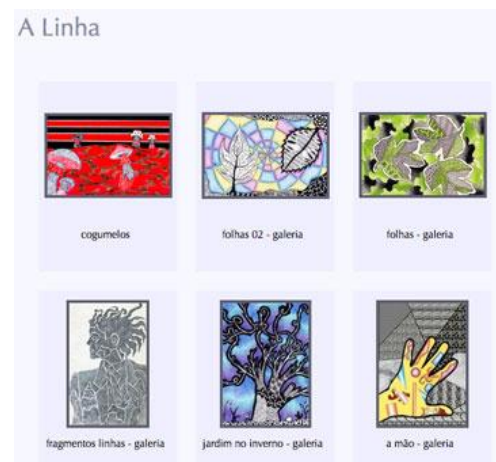 A Linha
cogumelos
folhas 02 - galeria
folhas - galeria
fragmentos linhas - galeria
jardim no inverno - galeria
a mão - galeria